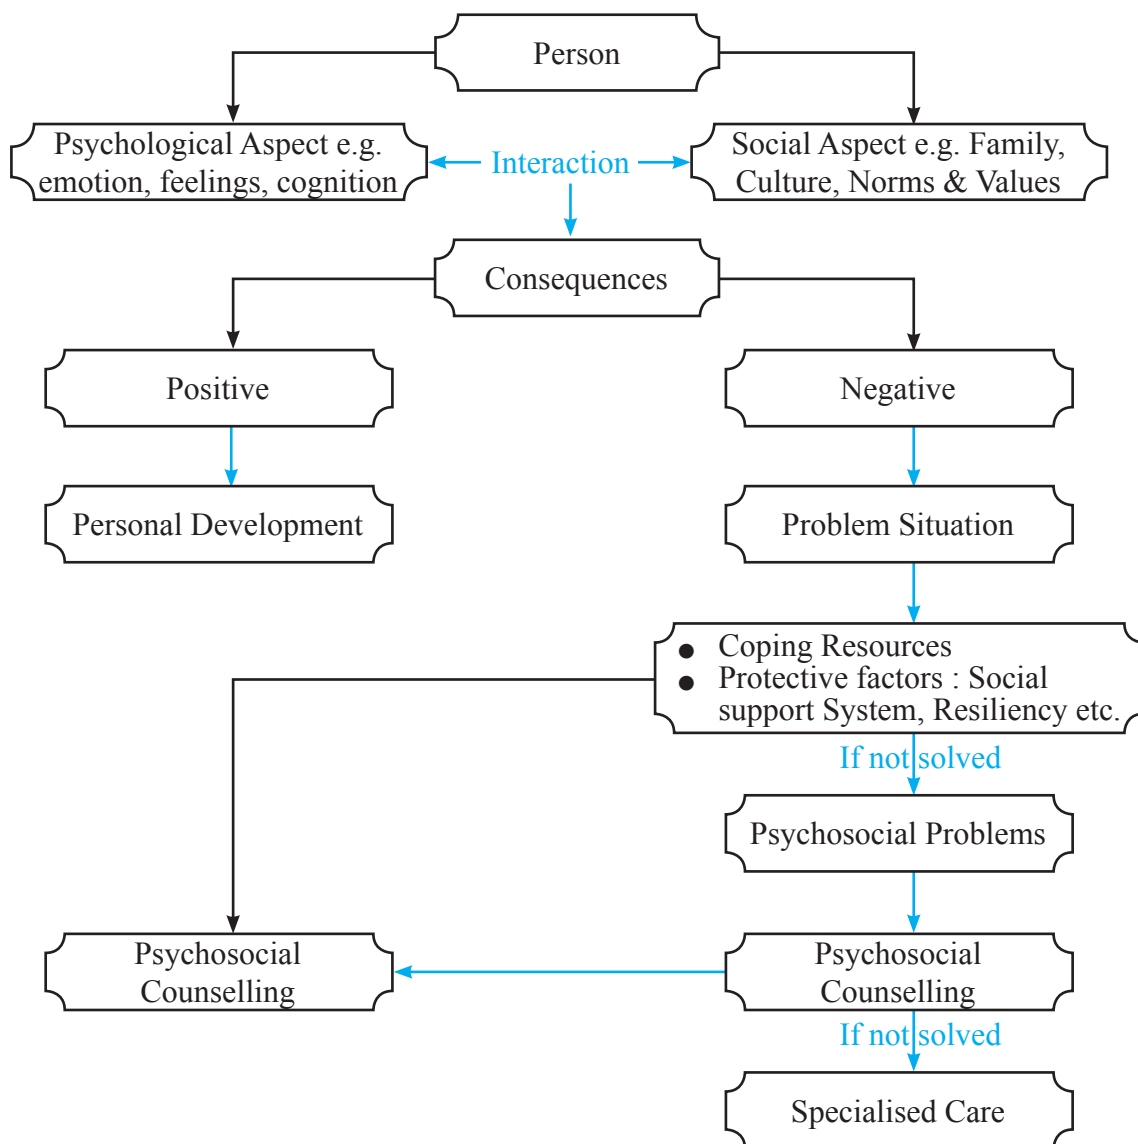 Person
Psychological Aspect e.g.
emotion, feelings, cognition
Interaction
Social Aspect e.g. Family,
Culture, Norms & Values
Consequences
Positive
Negative
Personal Development
Problem Situation
● Coping Resources
● Protective factors : Social
support System, Resiliency etc.
If not solved
Psychosocial Problems
Psychosocial
Counselling
Psychosocial
Counselling
If not solved
Specialised Care